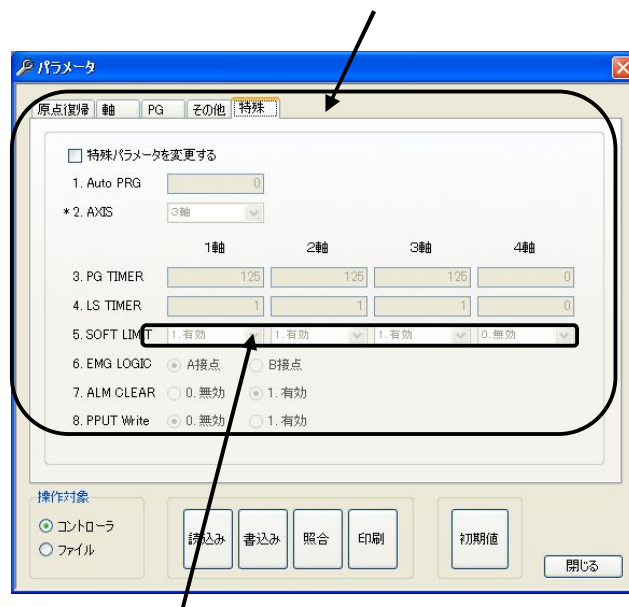 パラメータ
原点復帰 軸 PG その他 特殊
特殊パラメータを変更する
1. Auto PRG 0
*2. AXIS 3軸
1軸 2軸 3軸 4軸
3. PG TIMER 125 125 125 0
4. LS TIMER 1 1 1 0
5. SOFT LIMIT 1. 有効 1. 有効 1. 有効 0. 無効
6. EMG LOGIC A接点 B接点
7. ALM CLEAR 0. 無効 1. 有効
8. PPUT Write 0. 無効 1. 有効
操作対象
コントローラ
ファイル
読込み 書込み 照合 印刷 初期値
閉じる